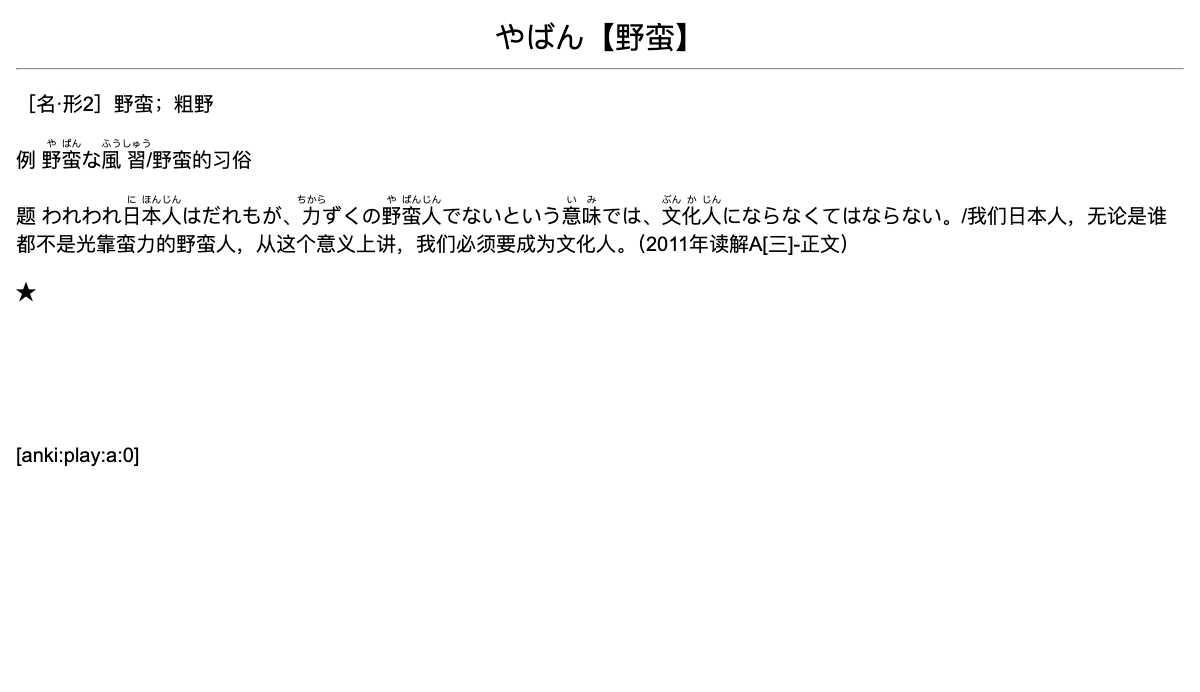 やばん【野蛮】
［名·形2］野蛮；粗野
やばん ふうしゅう
例 野蛮な風習/野蛮的习俗
にほんじん ちから やばんじん いみ ぶんかじん
题 われわれ日本人はだれもが、力ずくの野蛮人でないという意味では、文化人にならなくてはならない。/我们日本人，无论是谁
都不是光靠蛮力的野蛮人，从这个意义上讲，我们必须要成为文化人。（2011年读解A[三]-正文）
★
[anki:play:a:0]